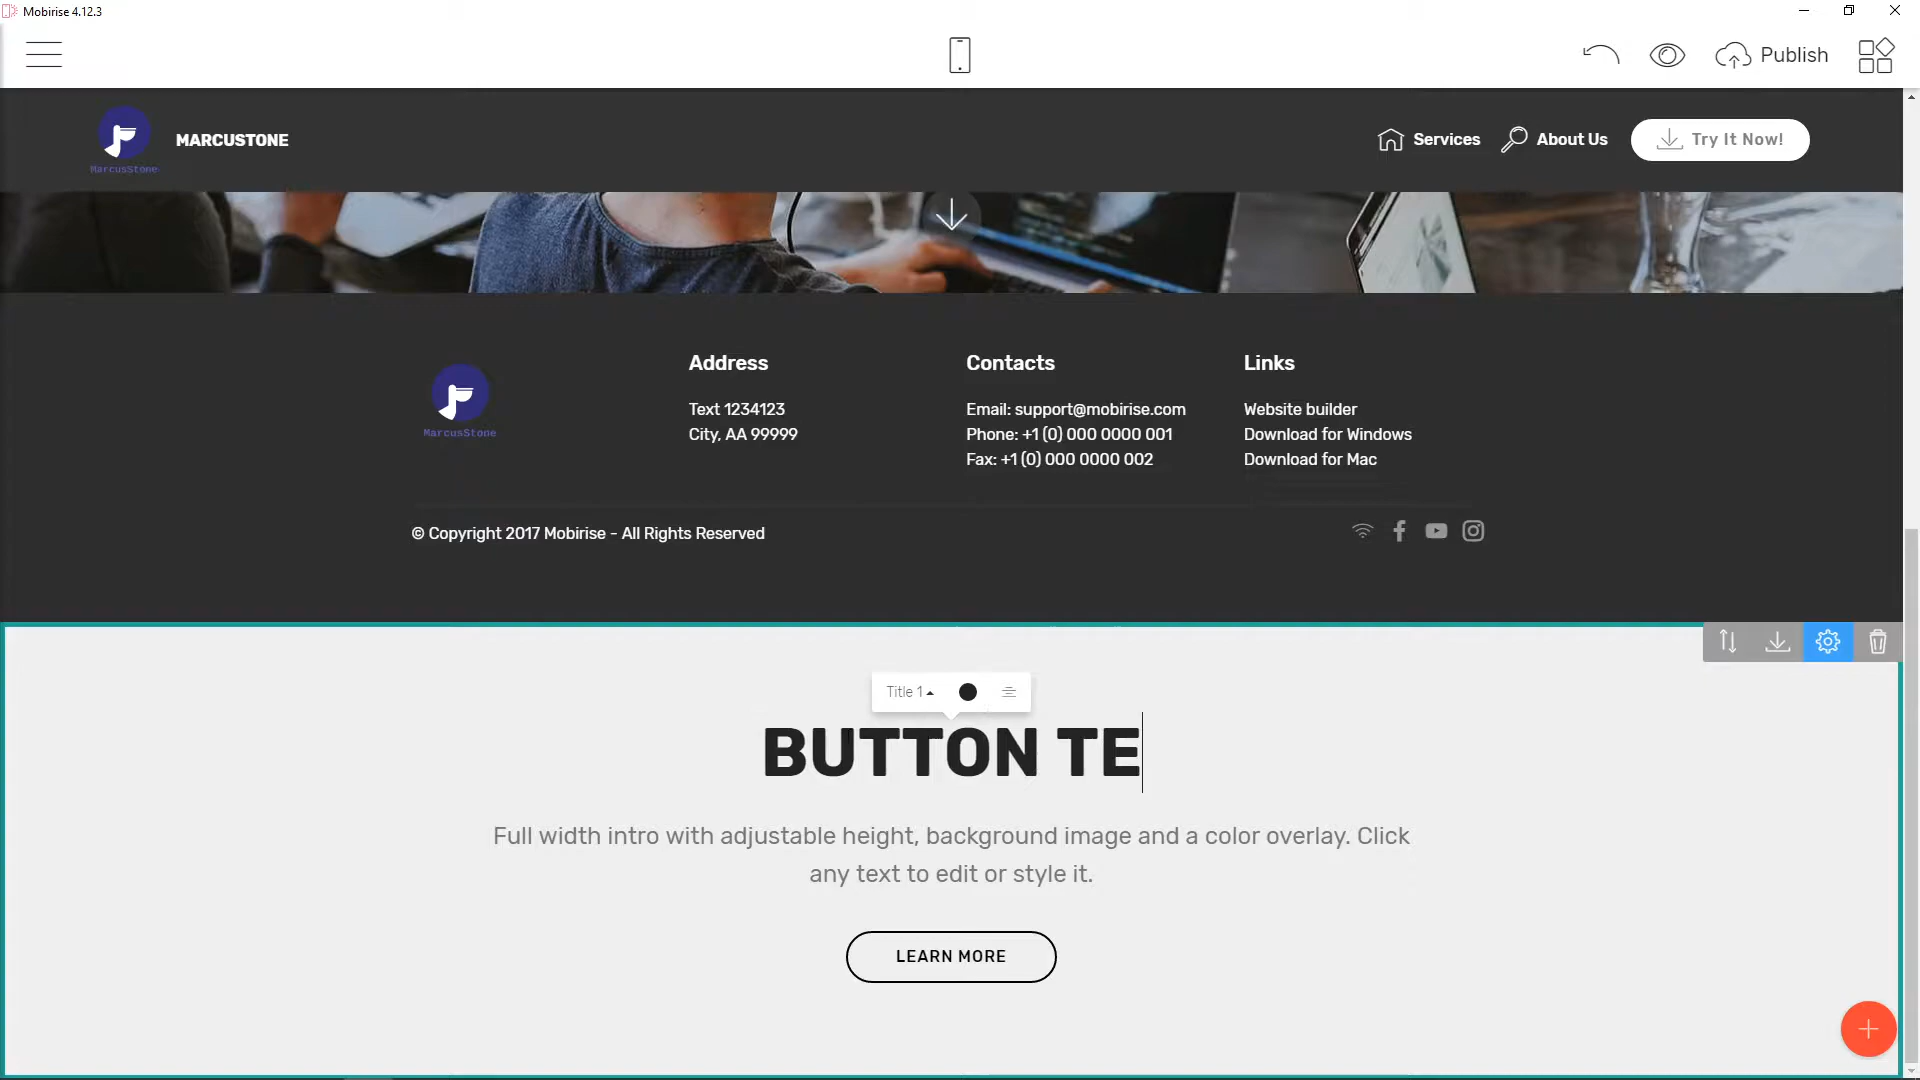 Mobirise 4.12.3
Publish
MarcusStone
MARCUSTONE
Services
About Us
Try It Now!
MarcusStone
Address
Text 1234123
City, AA 99999
Contacts
Email: support@mobirise.com
Phone: +1 (0) 000 0000 001
Fax: +1 (0) 000 0000 002
Links
Website builder
Download for Windows
Download for Mac
© Copyright 2017 Mobirise - All Rights Reserved
Title 1
BUTTON TE
Full width intro with adjustable height, background image and a color overlay. Click
any text to edit or style it.
LEARN MORE